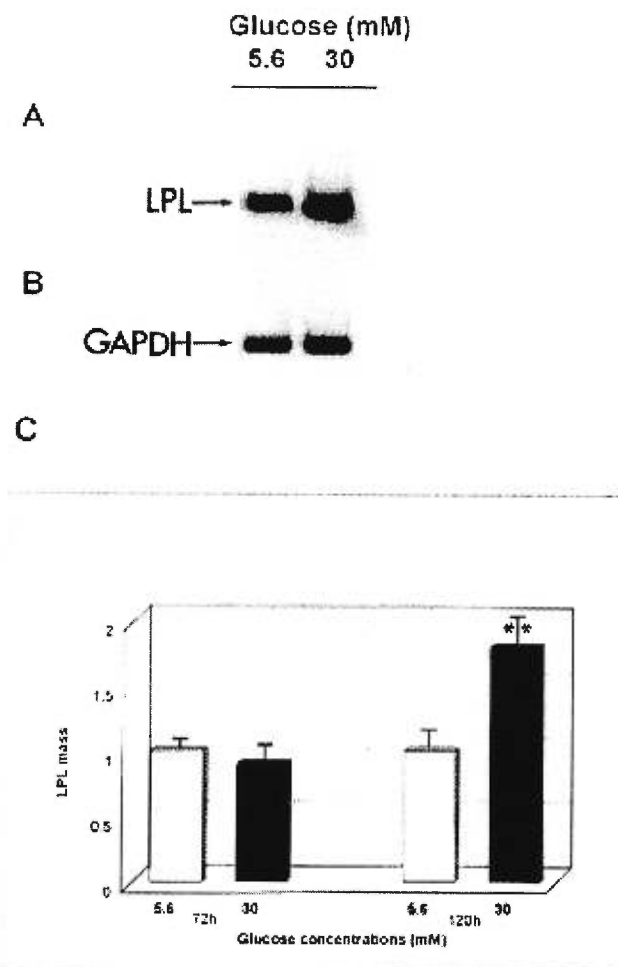 Glucose (mM)
5.6 30
A
LPL
B
GAPDH
C
2
1.5
1
0.5
0
LPL mass
**
5.6 30 5.6 30
72h 120h
Glucose concentrations (mM)